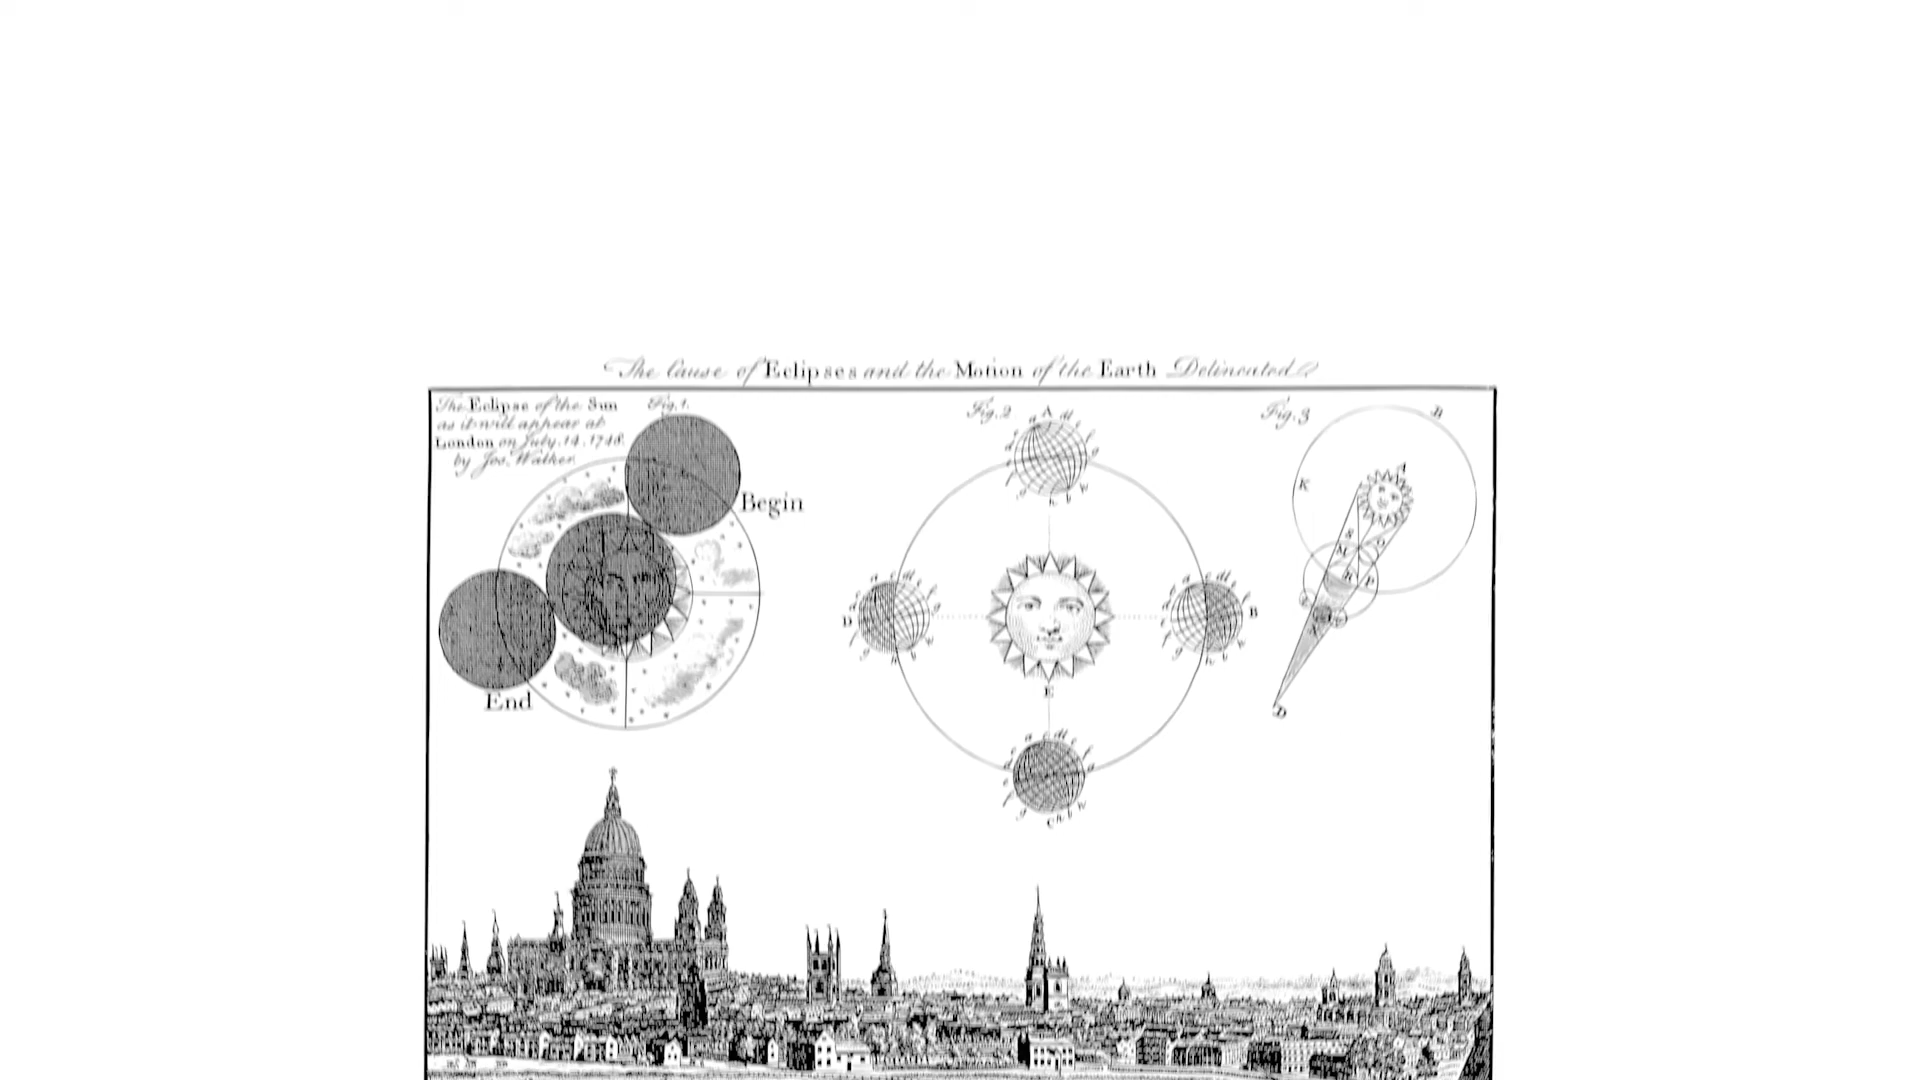 The Cause of Eclipses and the Motion of the Earth Delineated
The Eclipse of the Sun
as it will appear at
London on July. 14. 1748.
by Jos. Walker.
Fig. 1.
Begin
End
Fig. 2
A
B
D
E
C
Fig. 3
B
K
D